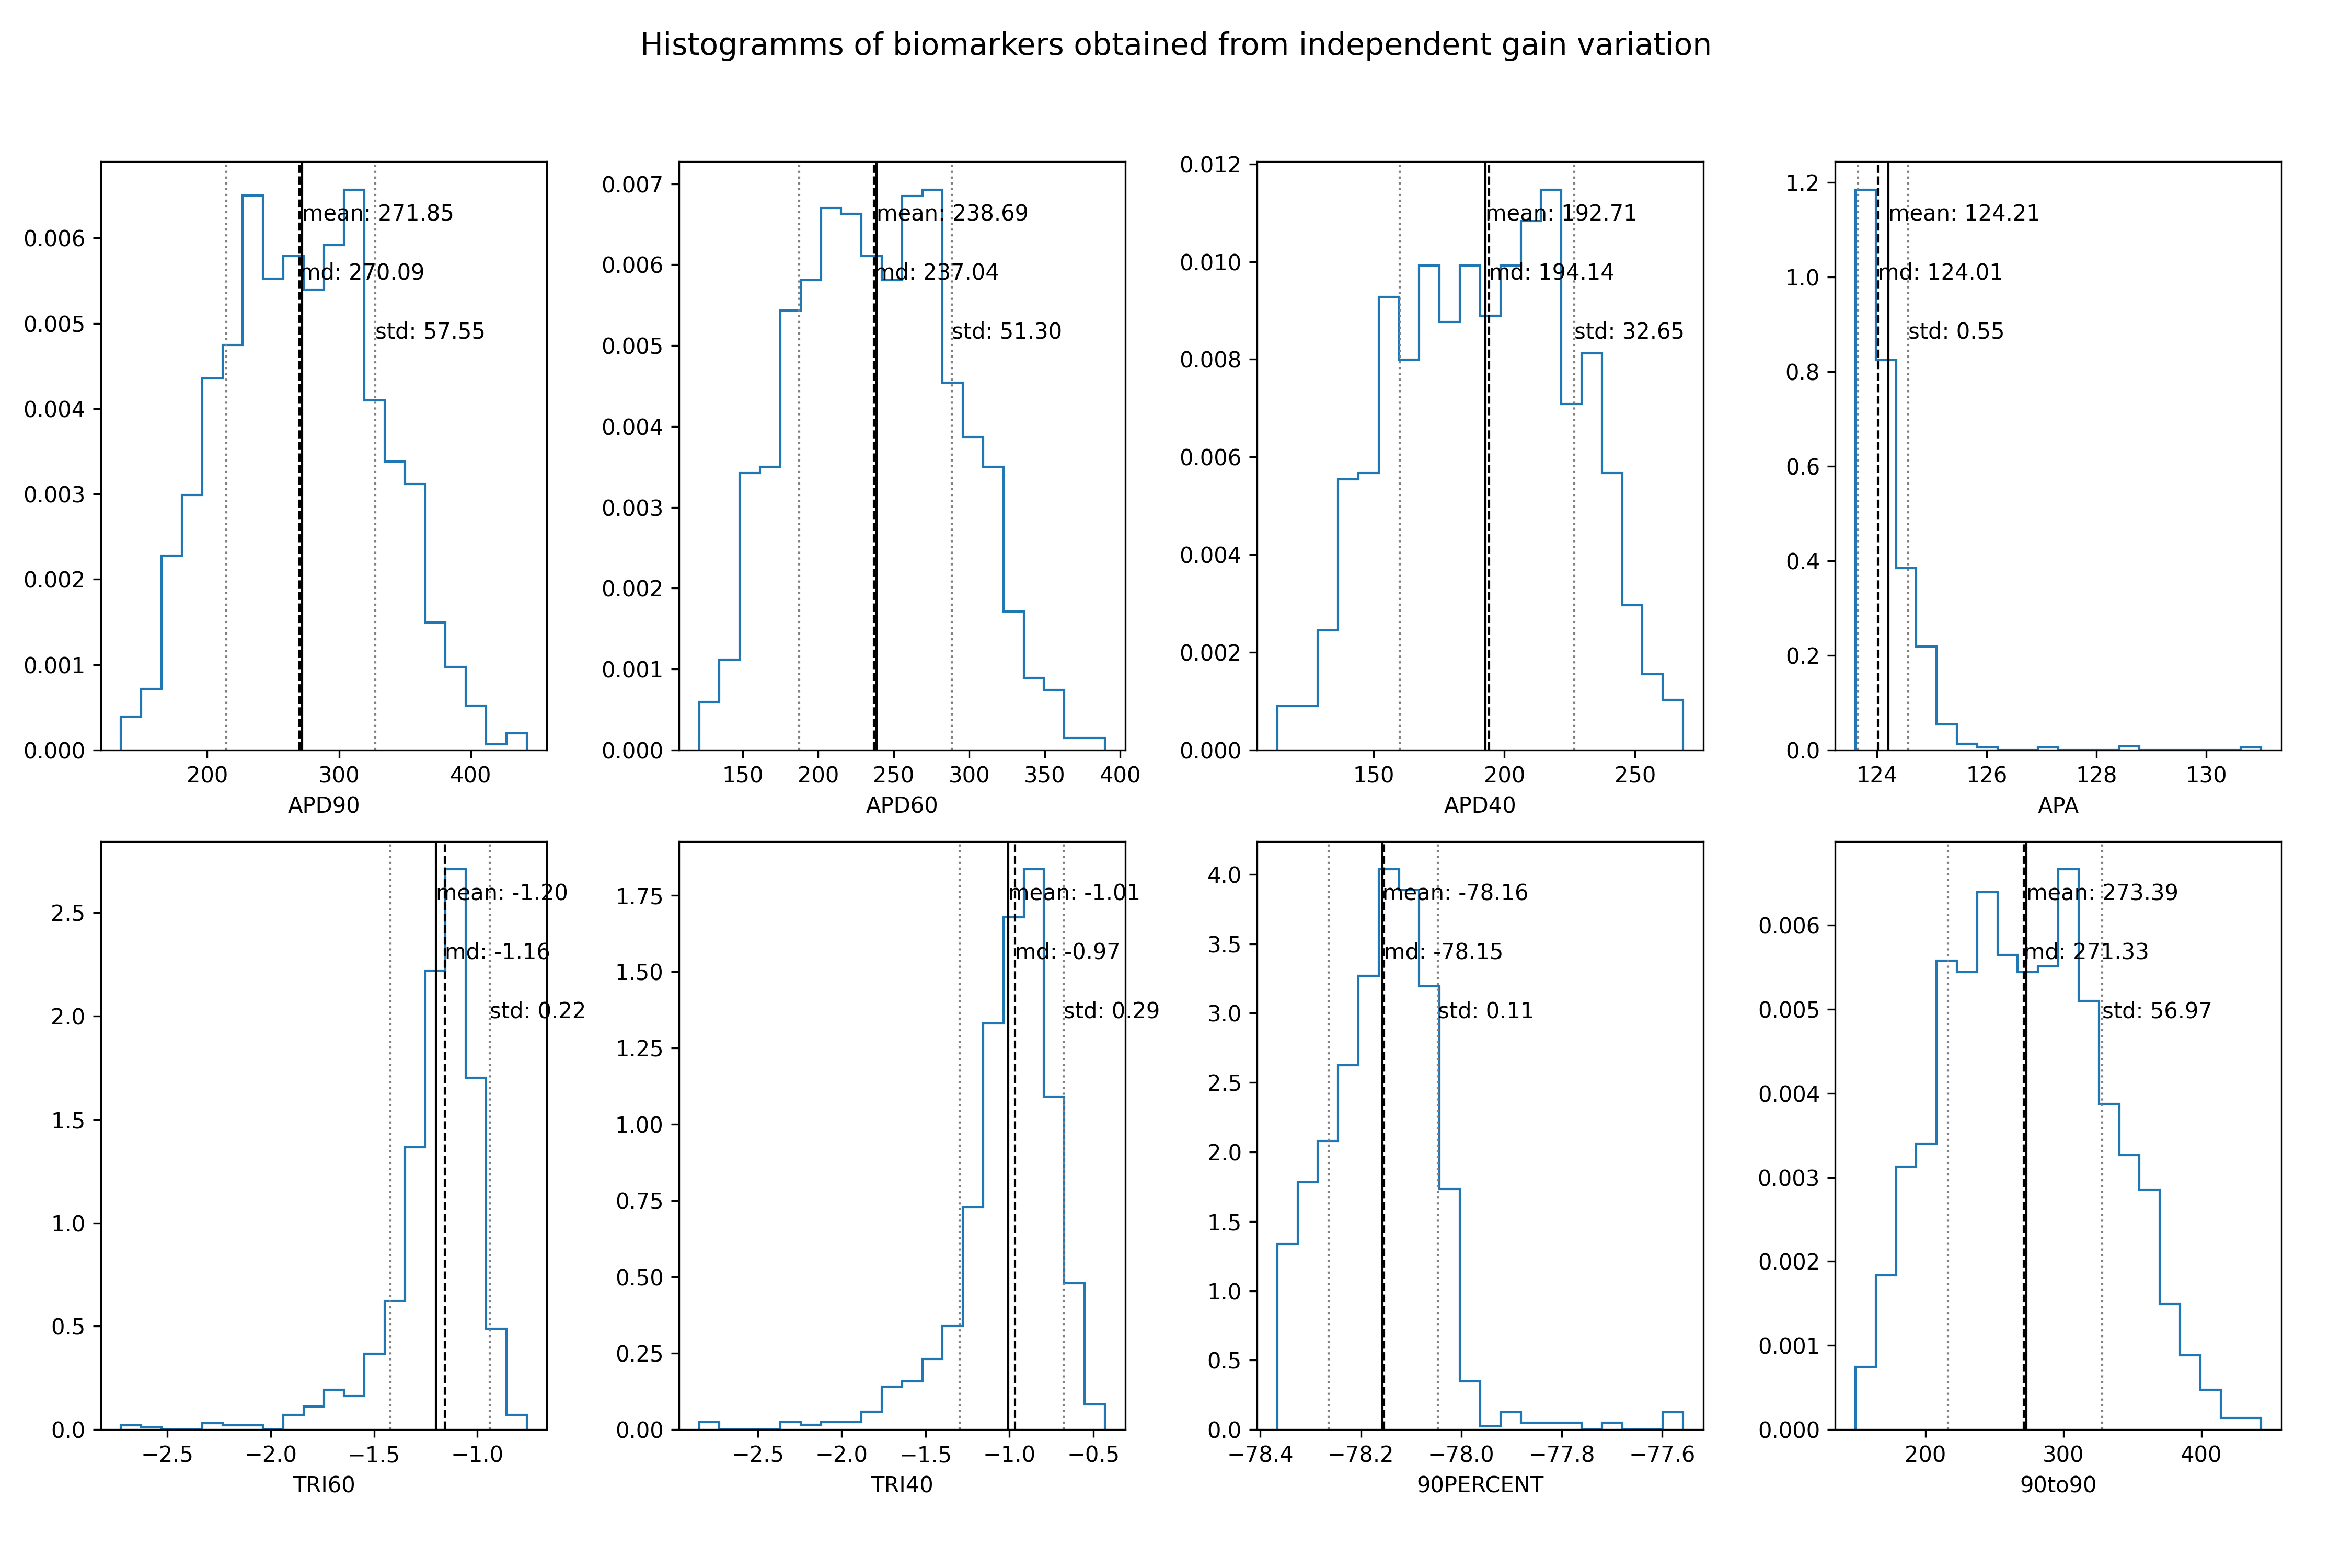 Histogramms of biomarkers obtained from independent gain variation
0.006
0.005
0.004
0.003
0.002
0.001
0.000
mean: 271.85
md: 270.09
std: 57.55
200 300 400
APD90
0.007
0.006
0.005
0.004
0.003
0.002
0.001
0.000
mean: 238.69
md: 237.04
std: 51.30
150 200 250 300 350 400
APD60
0.012
0.010
0.008
0.006
0.004
0.002
0.000
mean: 192.71
md: 194.14
std: 32.65
150 200 250
APD40
1.2
1.0
0.8
0.6
0.4
0.2
0.0
mean: 124.21
md: 124.01
std: 0.55
124 126 128 130
APA
2.5
2.0
1.5
1.0
0.5
0.0
mean: -1.20
md: -1.16
std: 0.22
−2.5 −2.0 −1.5 −1.0
TRI60
1.75
1.50
1.25
1.00
0.75
0.50
0.25
0.00
mean: -1.01
md: -0.97
std: 0.29
−2.5 −2.0 −1.5 −1.0 −0.5
TRI40
4.0
3.5
3.0
2.5
2.0
1.5
1.0
0.5
0.0
mean: -78.16
md: -78.15
std: 0.11
−78.4 −78.2 −78.0 −77.8 −77.6
90PERCENT
0.006
0.005
0.004
0.003
0.002
0.001
0.000
mean: 273.39
md: 271.33
std: 56.97
200 300 400
90to90